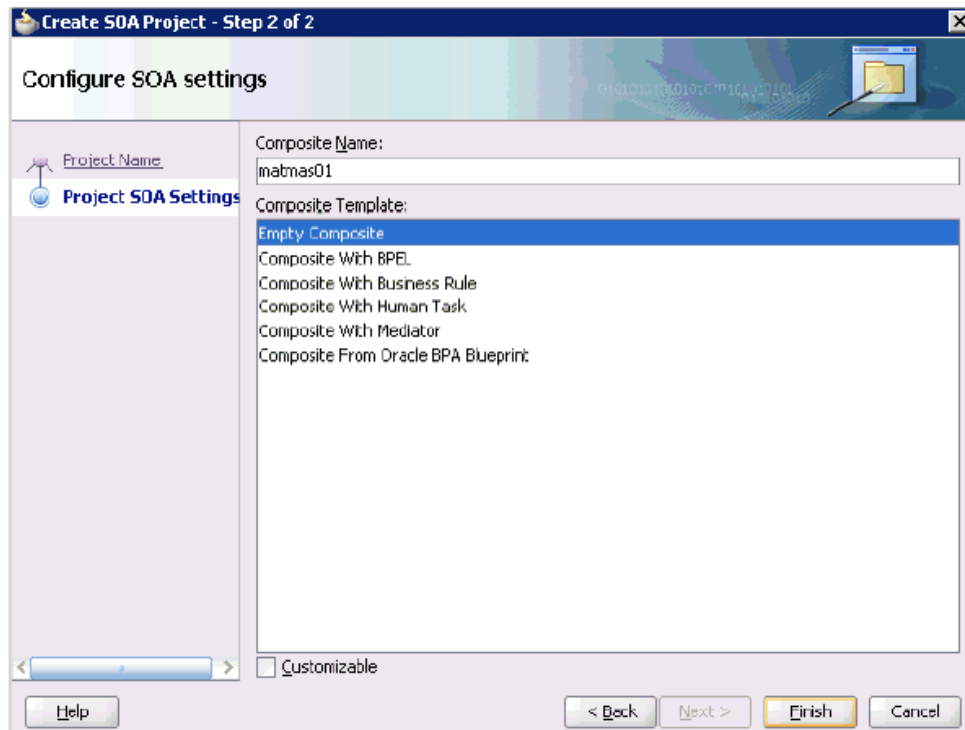 Create SOA Project - Step 2 of 2
Configure SOA settings
Project Name
Project SOA Settings
Composite Name:
matmas01
Composite Template:
Empty Composite
Composite With BPEL
Composite With Business Rule
Composite With Human Task
Composite With Mediator
Composite From Oracle BPA Blueprint
Customizable
Help
< Back
Next >
Finish
Cancel